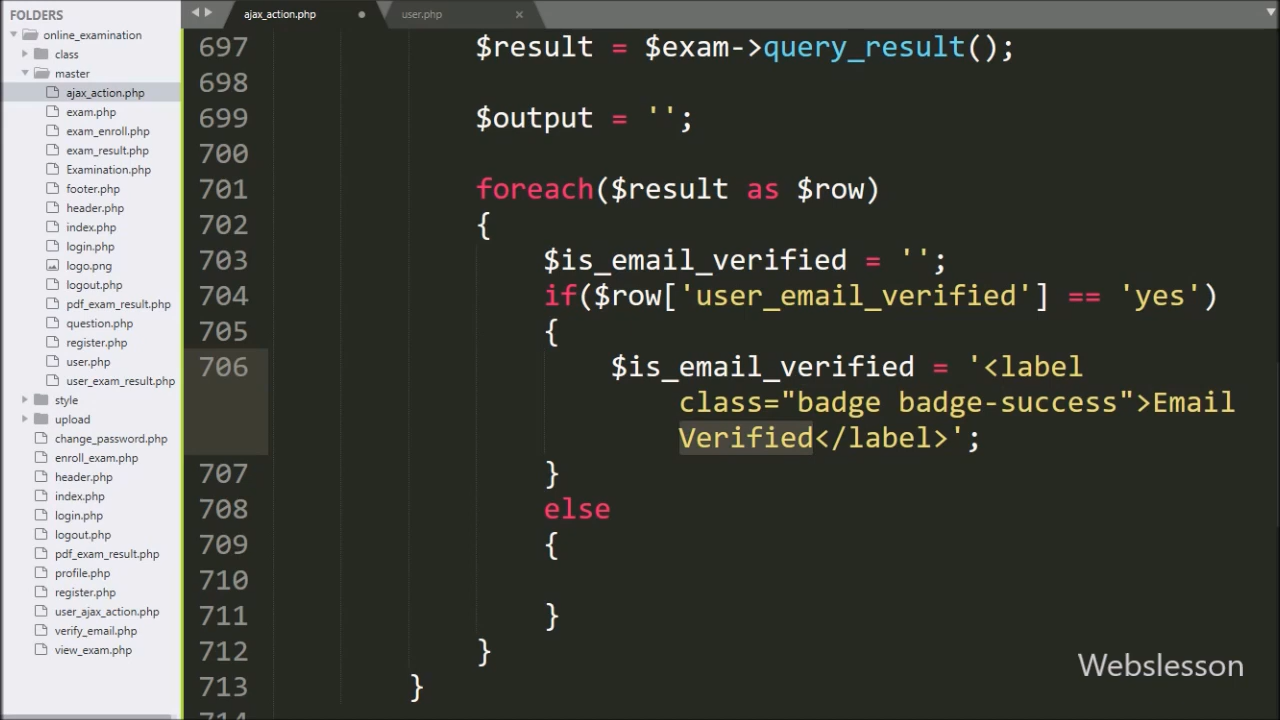 FOLDERS
online_examination
class
master
ajax_action.php
exam.php
exam_enroll.php
exam_result.php
Examination.php
footer.php
header.php
index.php
login.php
logo.png
logout.php
pdf_exam_result.php
question.php
register.php
user.php
user_exam_result.php
style
upload
change_password.php
enroll_exam.php
header.php
index.php
login.php
logout.php
pdf_exam_result.php
profile.php
register.php
user_ajax_action.php
verify_email.php
view_exam.php
ajax_action.php
user.php
697 $result = $exam->query_result();
698
699 $output = '';
700
701 foreach($result as $row)
702 {
703 $is_email_verified = '';
704 if($row['user_email_verified'] == 'yes')
705 {
706 $is_email_verified = '<label
class="badge badge-success">Email
Verified</label>';
707 }
708 else
709 {
710
711 }
712 }
713 }
714
Webslesson